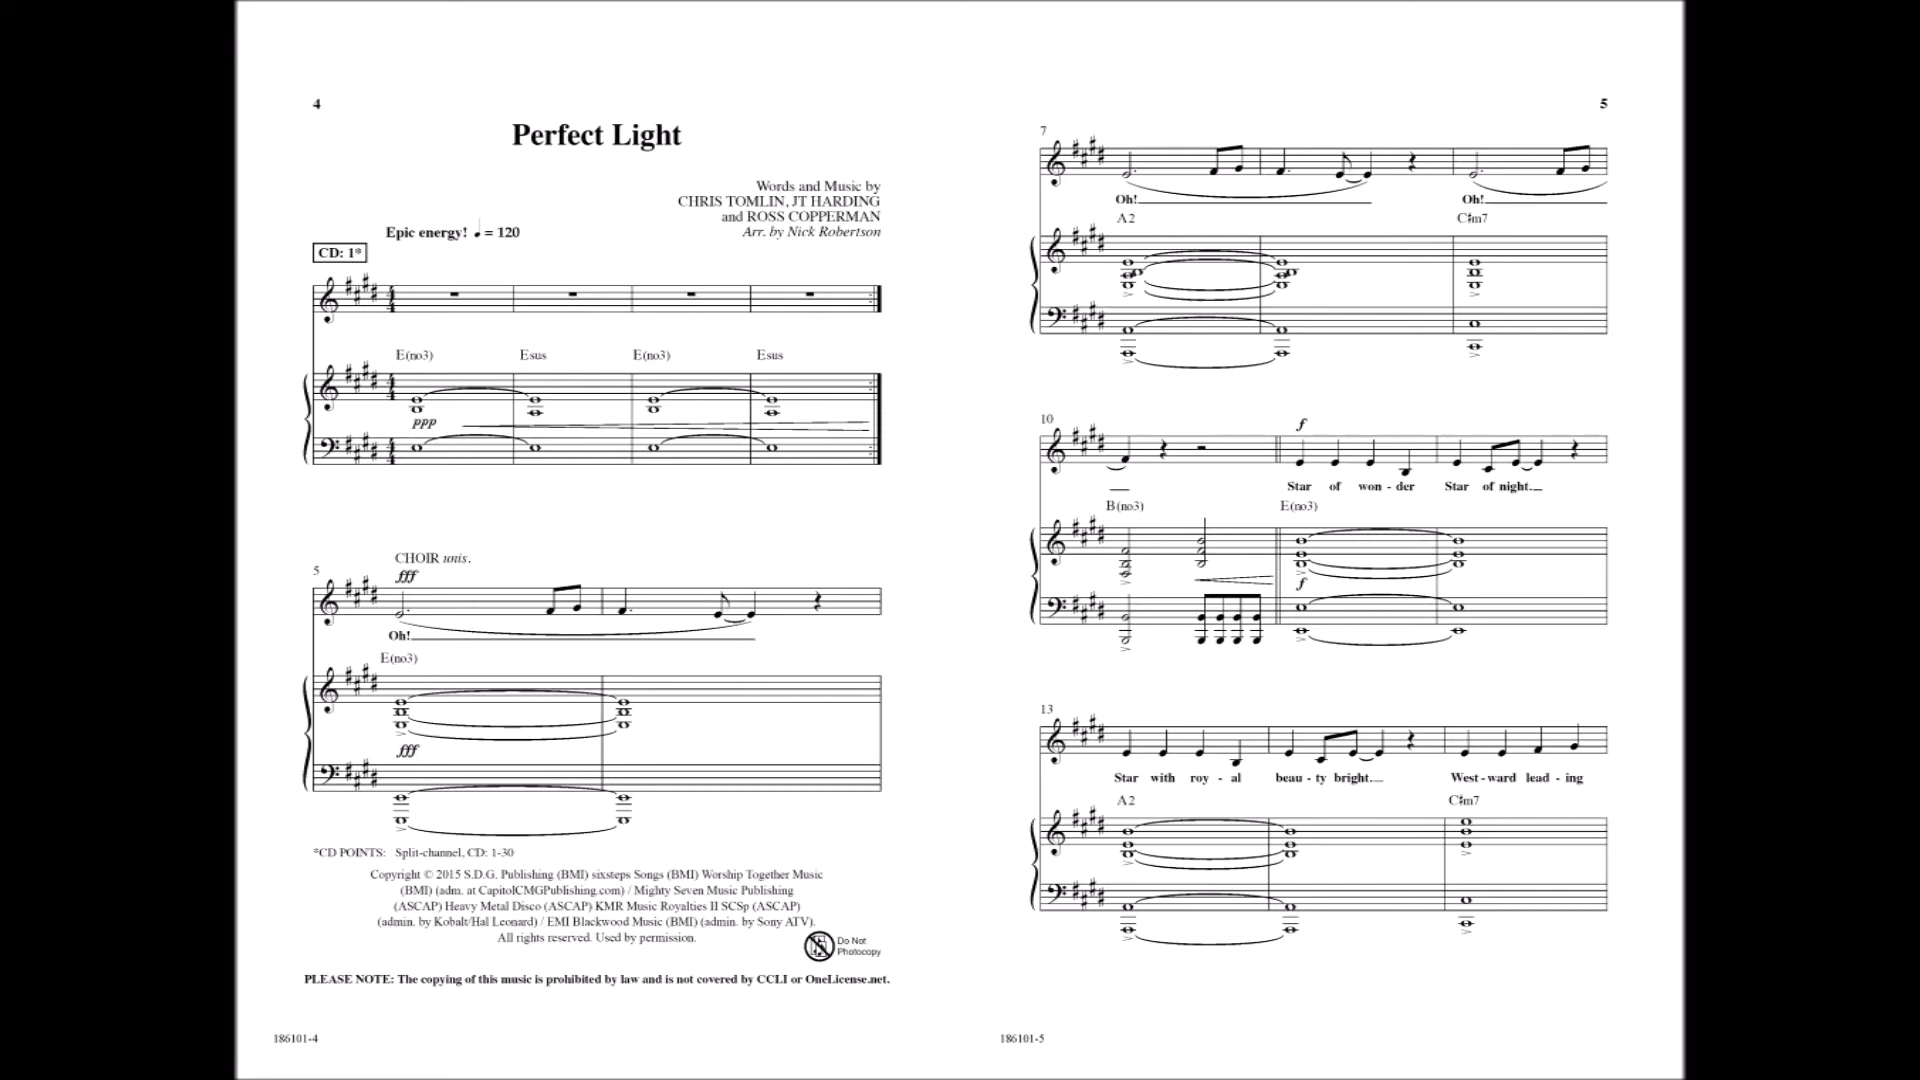 4
Perfect Light
Words and Music by
CHRIS TOMLIN, JT HARDING
and ROSS COPPERMAN
Arr. by Nick Robertson
Epic energy! ♩ = 120
CD: 1*
E(no3) Esus E(no3) Esus
ppp
CHOIR unis.
5
fff
Oh!
E(no3)
fff
*CD POINTS: Split-channel, CD: 1-30
Copyright © 2015 S.D.G. Publishing (BMI) sixsteps Songs (BMI) Worship Together Music
(BMI) (adm. at CapitolCMGPublishing.com) / Mighty Seven Music Publishing
(ASCAP) Heavy Metal Disco (ASCAP) KMR Music Royalties II SCSp (ASCAP)
(admin. by Kobalt/Hal Leonard) / EMI Blackwood Music (BMI) (admin. by Sony ATV).
All rights reserved. Used by permission.
Do Not
Photocopy
PLEASE NOTE: The copying of this music is prohibited by law and is not covered by CCLI or OneLicense.net.
186101-4
5
7
Oh! Oh!
A2 C♯m7
10
f
Star of won - der Star of night.
B(no3) E(no3)
f
13
Star with roy - al beau - ty bright. West - ward lead - ing
A2 C♯m7
186101-5